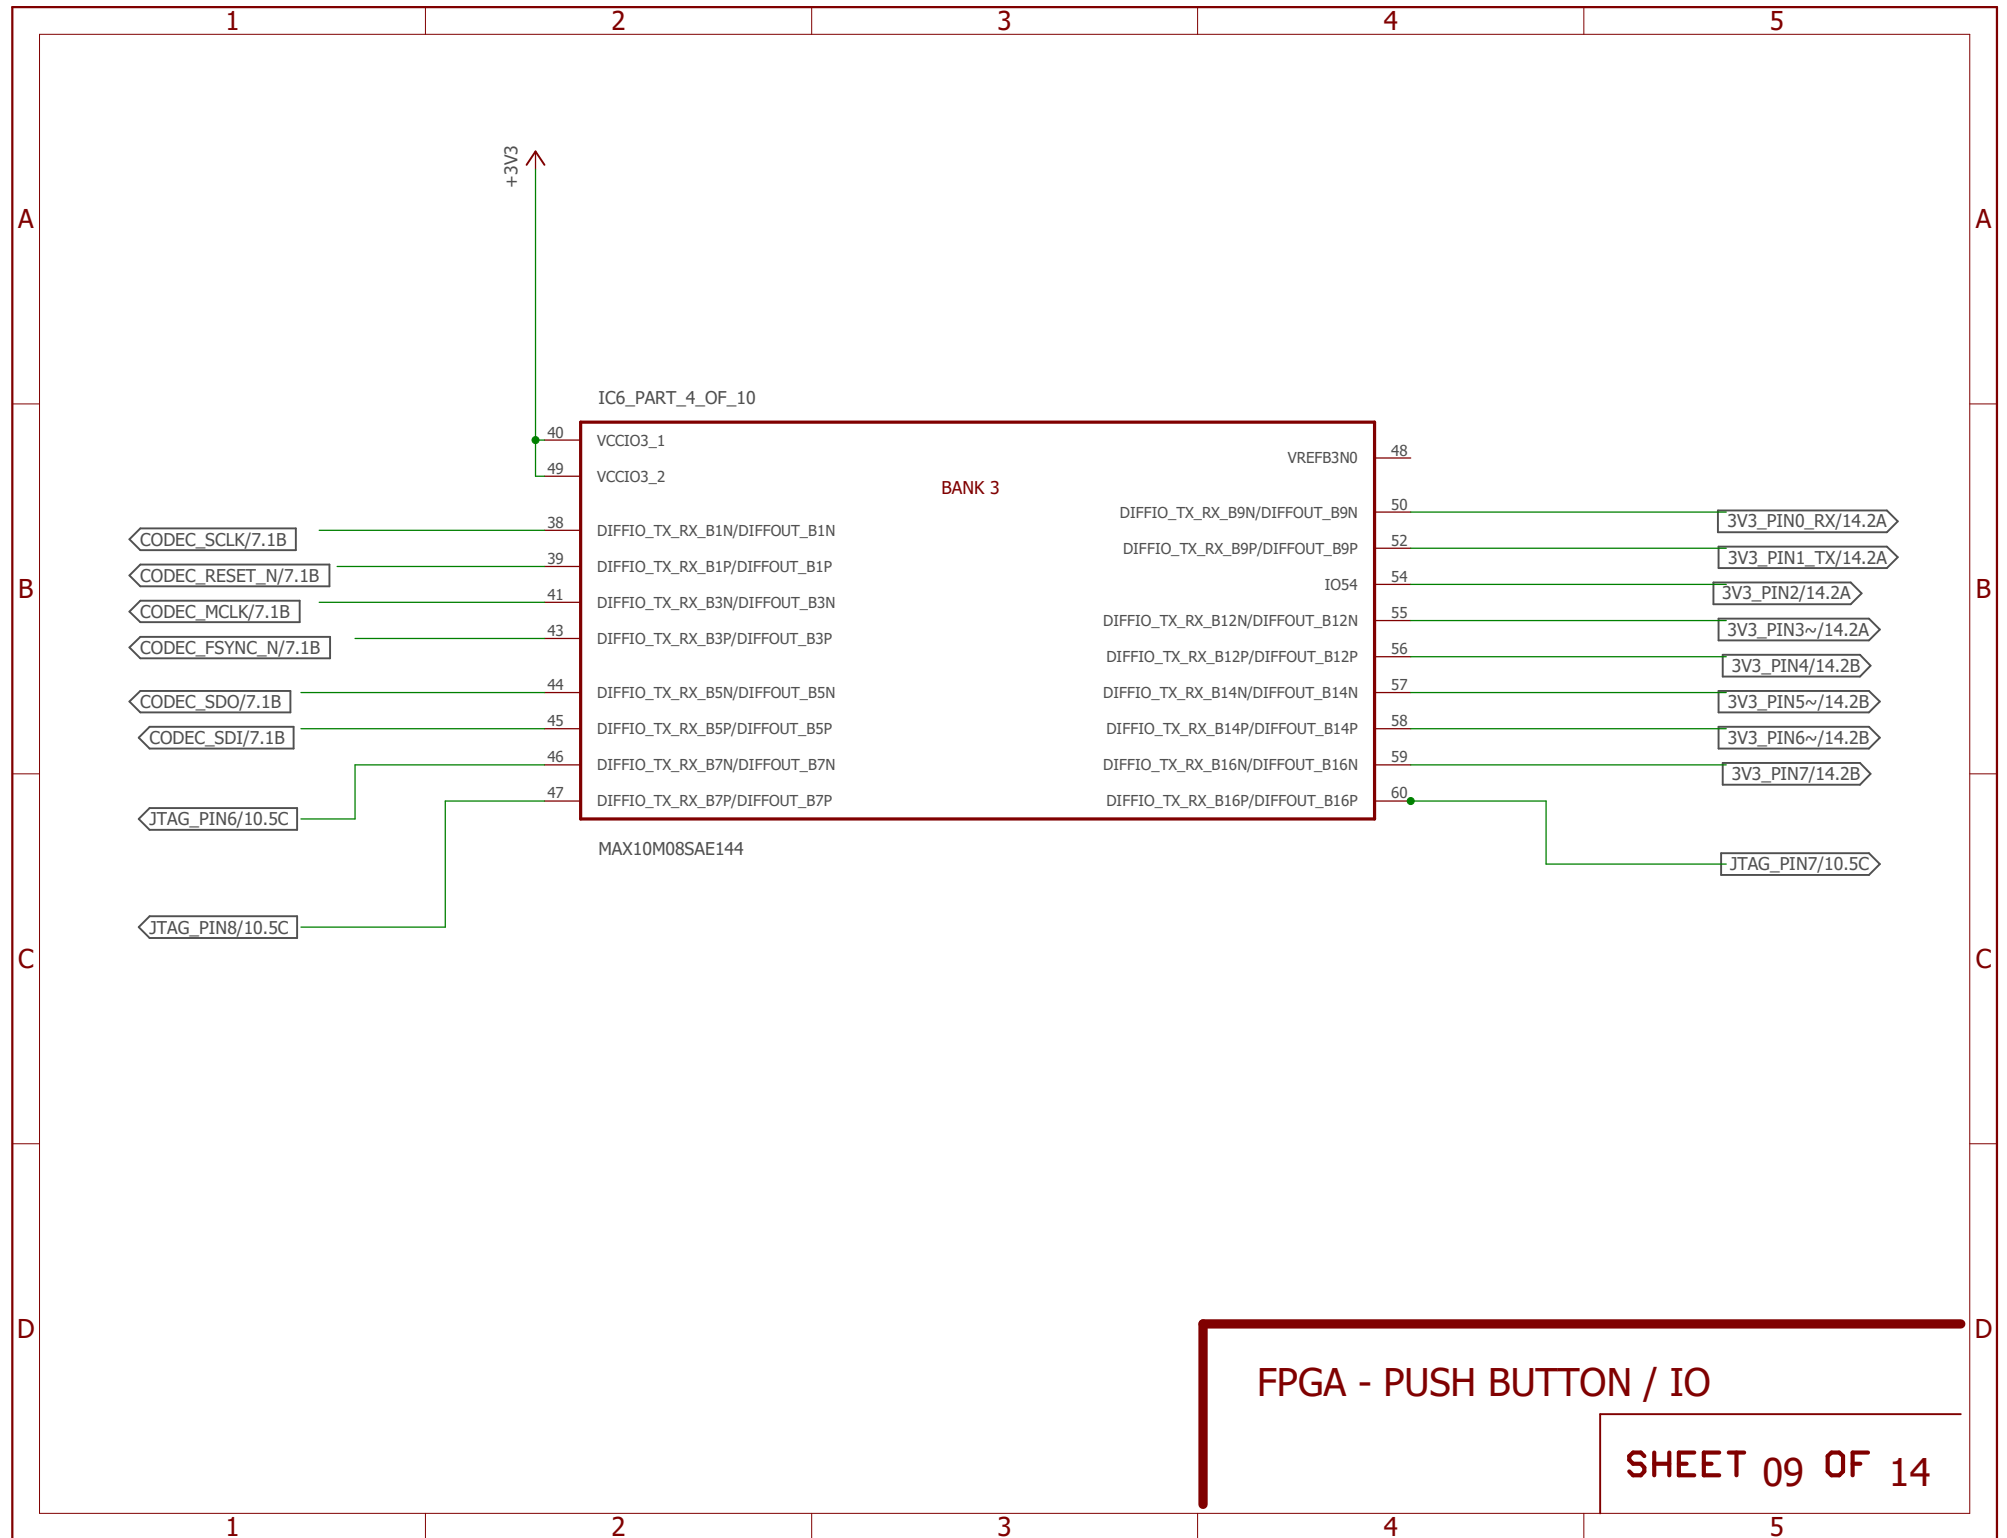 1 2 3 4 5
+3V3
A A
IC6_PART_4_OF_10
40 VCCIO3_1
VREFB3N0 48
49 VCCIO3_2
BANK 3
DIFFIO_TX_RX_B9N/DIFFOUT_B9N 50 3V3_PIN0_RX/14.2A
CODEC_SCLK/7.1B 38 DIFFIO_TX_RX_B1N/DIFFOUT_B1N
DIFFIO_TX_RX_B9P/DIFFOUT_B9P 52 3V3_PIN1_TX/14.2A
CODEC_RESET_N/7.1B 39 DIFFIO_TX_RX_B1P/DIFFOUT_B1P
IO54 54 3V3_PIN2/14.2A
B B
CODEC_MCLK/7.1B 41 DIFFIO_TX_RX_B3N/DIFFOUT_B3N
DIFFIO_TX_RX_B12N/DIFFOUT_B12N 55 3V3_PIN3~/14.2A
CODEC_FSYNC_N/7.1B 43 DIFFIO_TX_RX_B3P/DIFFOUT_B3P
DIFFIO_TX_RX_B12P/DIFFOUT_B12P 56 3V3_PIN4/14.2B
CODEC_SDO/7.1B 44 DIFFIO_TX_RX_B5N/DIFFOUT_B5N DIFFIO_TX_RX_B14N/DIFFOUT_B14N 57 3V3_PIN5~/14.2B
CODEC_SDI/7.1B 45 DIFFIO_TX_RX_B5P/DIFFOUT_B5P DIFFIO_TX_RX_B14P/DIFFOUT_B14P 58 3V3_PIN6~/14.2B
46 DIFFIO_TX_RX_B7N/DIFFOUT_B7N DIFFIO_TX_RX_B16N/DIFFOUT_B16N 59 3V3_PIN7/14.2B
47 DIFFIO_TX_RX_B7P/DIFFOUT_B7P DIFFIO_TX_RX_B16P/DIFFOUT_B16P 60
JTAG_PIN6/10.5C
MAX10M08SAE144
JTAG_PIN7/10.5C
JTAG_PIN8/10.5C
C C
D D
FPGA - PUSH BUTTON / IO
SHEET 09 OF 14
1 2 3 4 5